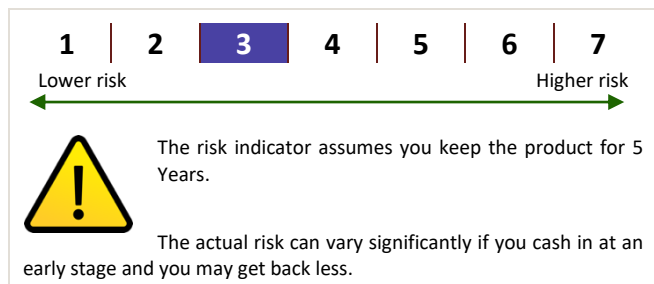 1 2 3 4 5 6 7
Lower risk Higher risk
The risk indicator assumes you keep the product for 5
Years.
The actual risk can vary significantly if you cash in at an
early stage and you may get back less.